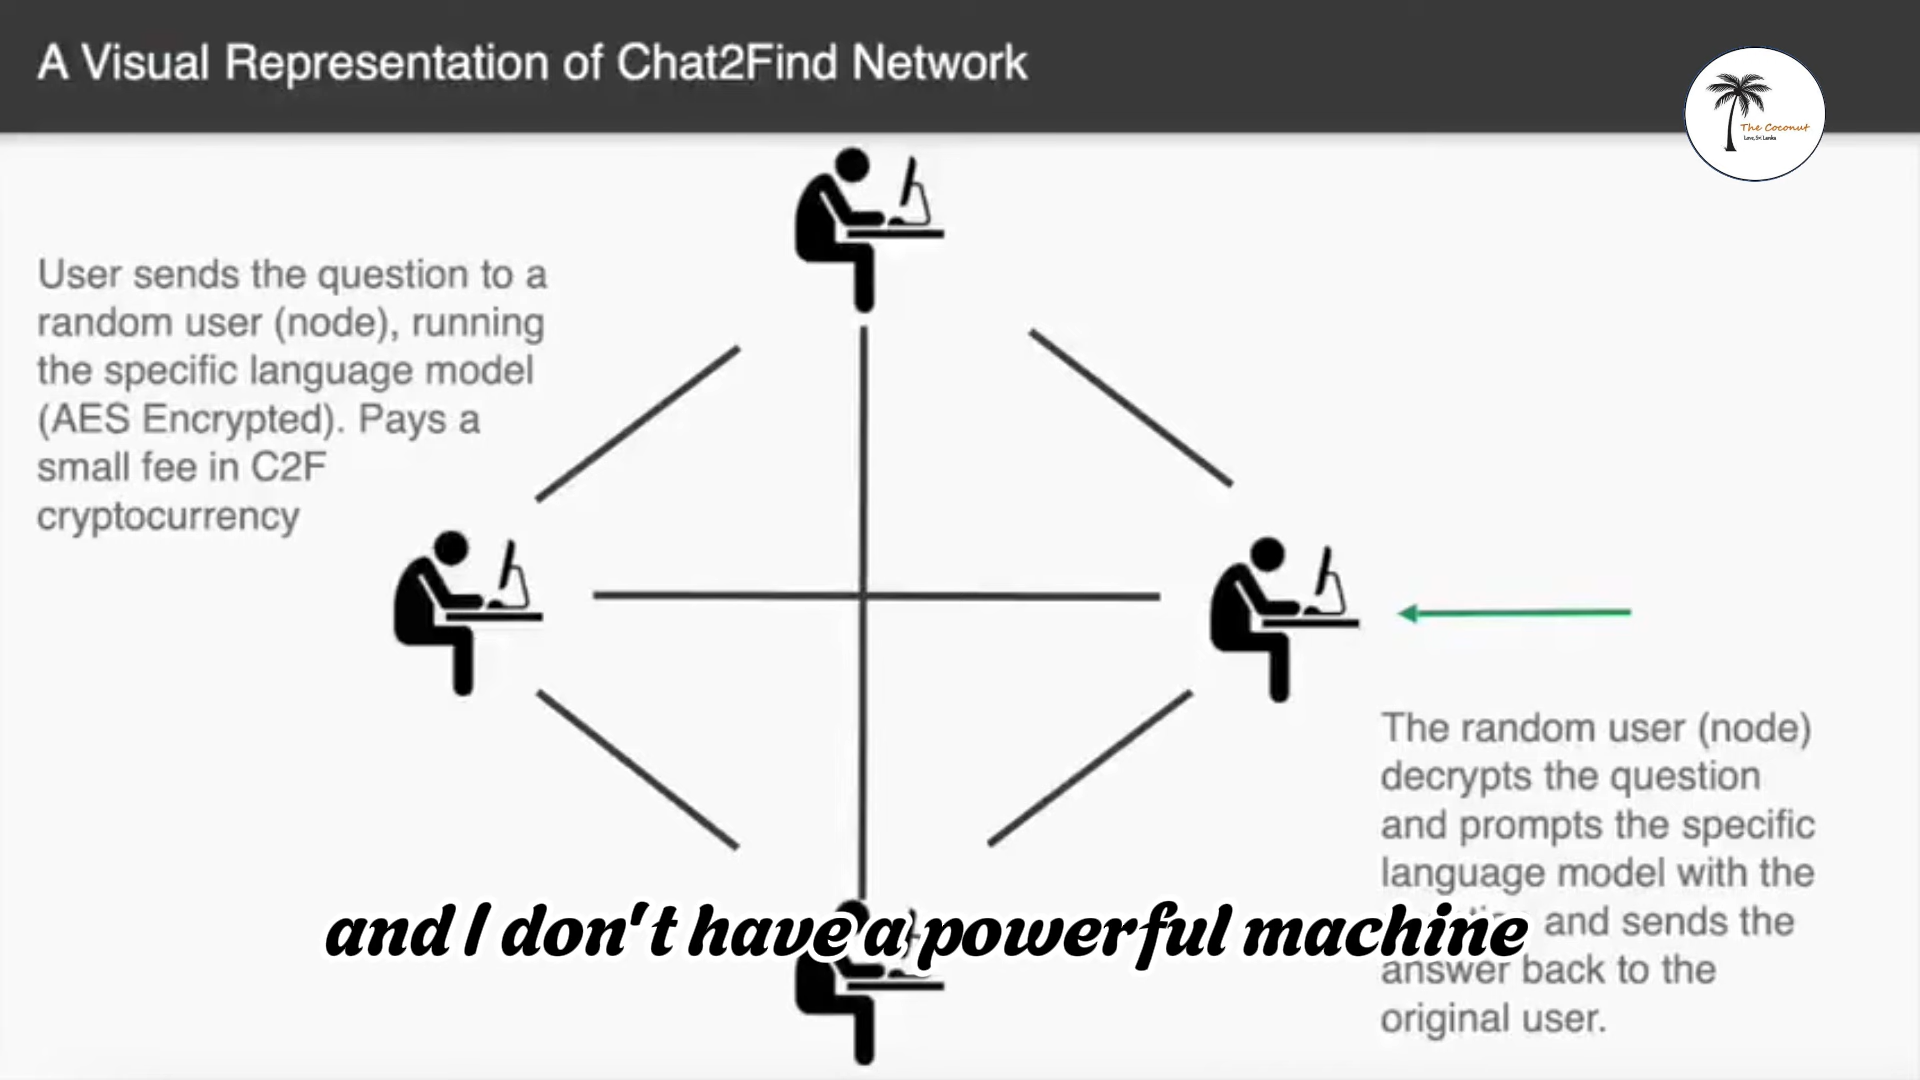 A Visual Representation of Chat2Find Network
The Coconut
Love, Sri Lanka
User sends the question to a
random user (node), running
the specific language model
(AES Encrypted). Pays a
small fee in C2F
cryptocurrency
The random user (node)
decrypts the question
and prompts the specific
language model with the
and sends the
answer back to the
original user.
and I don't have a powerful machine